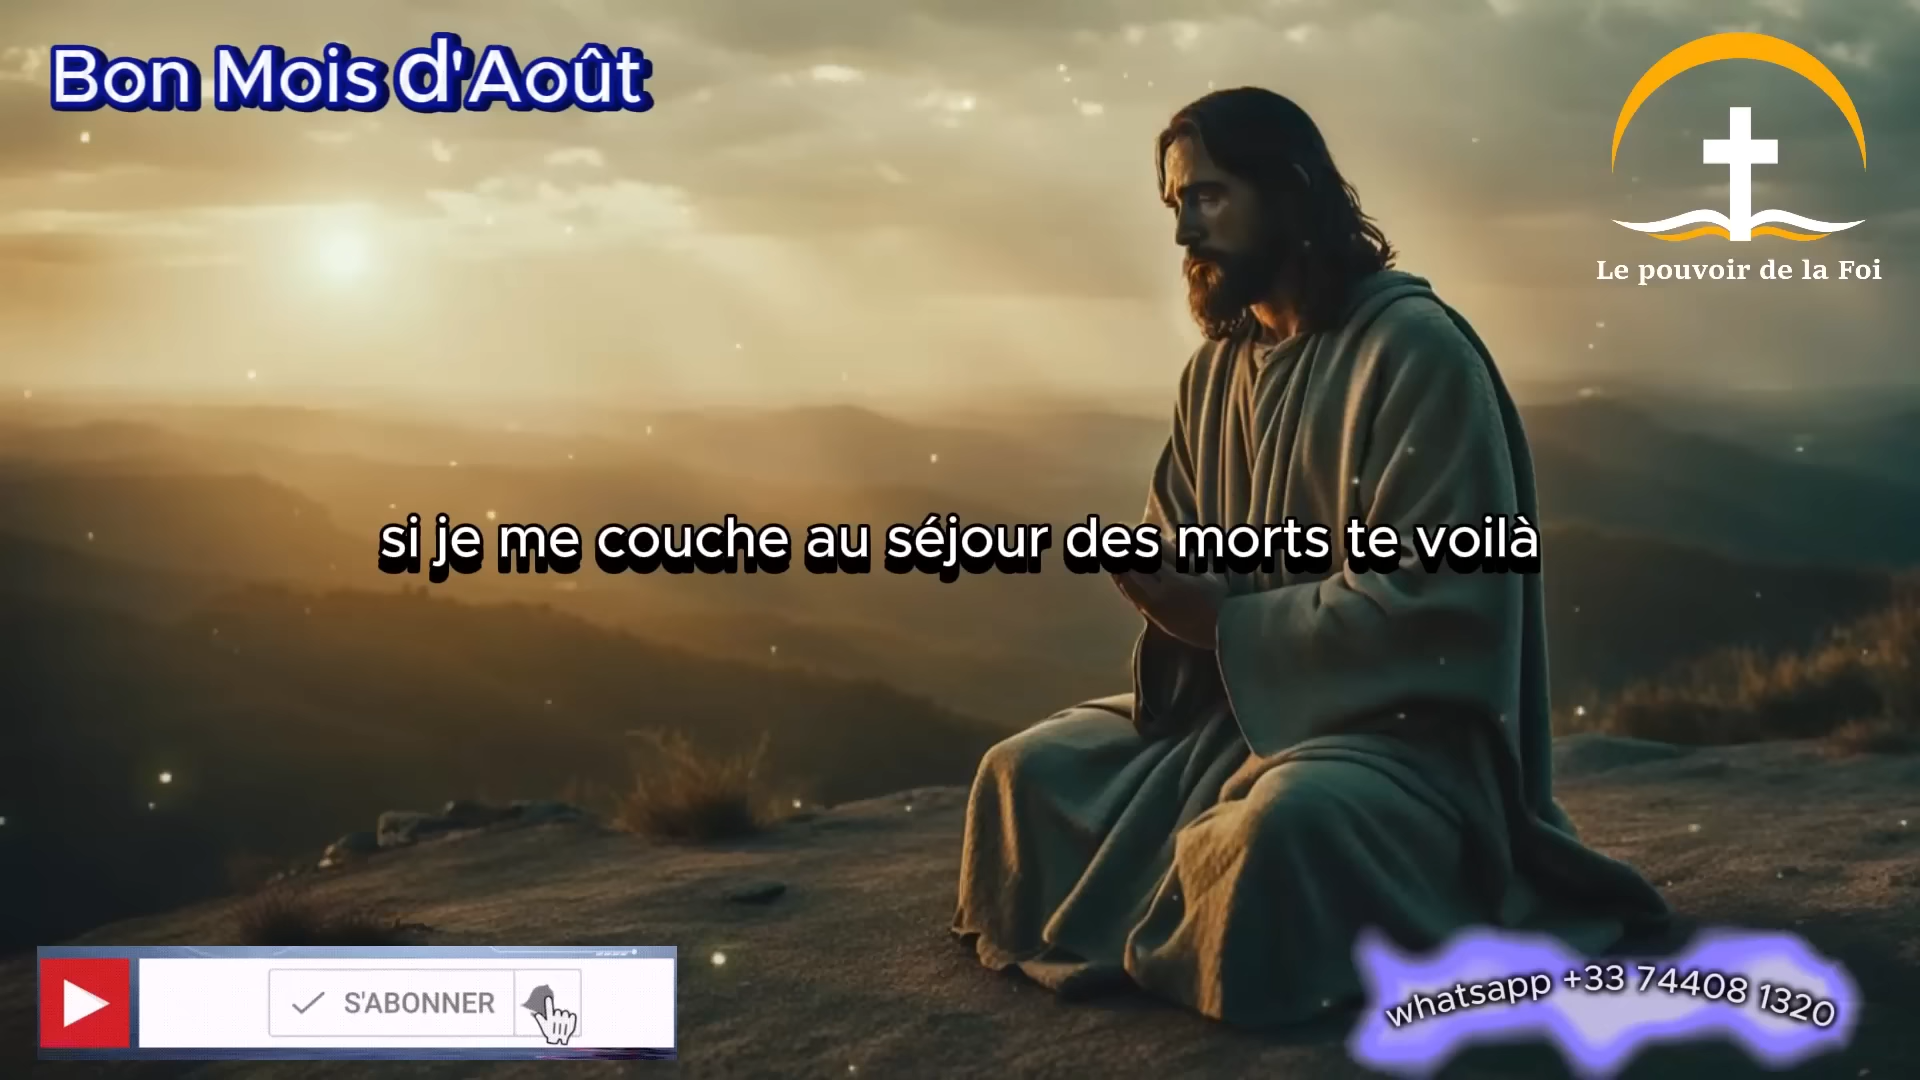 Bon Mois d'Août
Le pouvoir de la Foi
si je me couche au séjour des morts te voilà
S'ABONNER
whatsapp +33 74408 1320